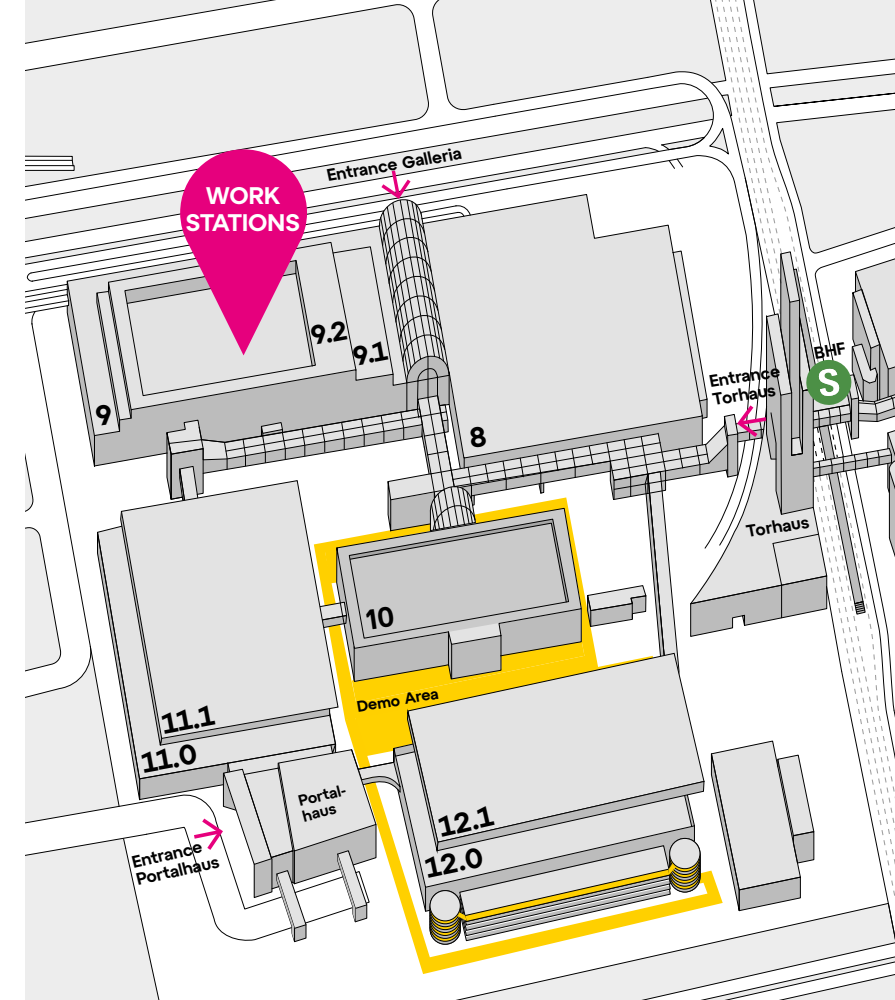 Entrance Galleria
WORK
STATIONS
9.2
9.1
BHF
S
Entrance
Torhaus
9
8
Torhaus
10
Demo Area
11.1
11.0
Portal-
haus
12.1
12.0
Entrance
Portalhaus